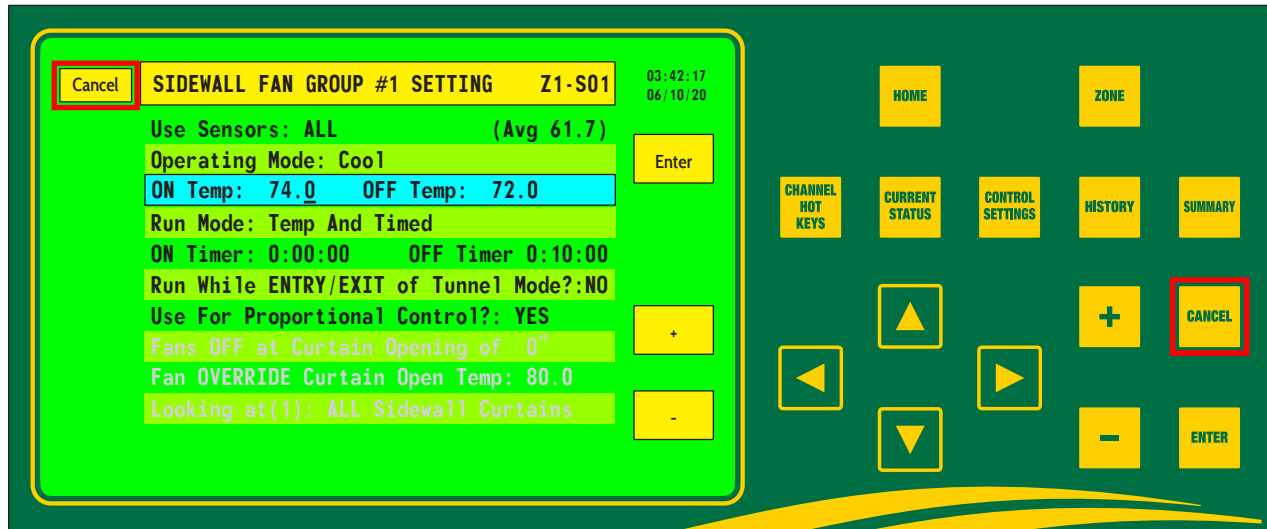 Cancel
SIDEWALL FAN GROUP #1 SETTING Z1-S01
03:42:17
06/10/20
Use Sensors: ALL (Avg 61.7)
Operating Mode: Cool
Enter
ON Temp: 74.0 OFF Temp: 72.0
Run Mode: Temp And Timed
ON Timer: 0:00:00 OFF Timer 0:10:00
Run While ENTRY/EXIT of Tunnel Mode?:NO
Use For Proportional Control?: YES
+
Fans OFF at Curtain Opening of 0"
Fan OVERRIDE Curtain Open Temp: 80.0
Looking at(1): ALL Sidewall Curtains
-
HOME
ZONE
CHANNEL
HOT
KEYS
CURRENT
STATUS
CONTROL
SETTINGS
HISTORY
SUMMARY
+
CANCEL
-
ENTER